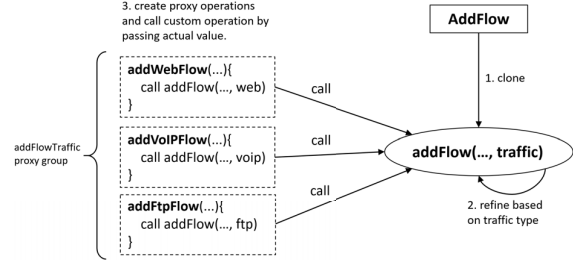 3. create proxy operations
and call custom operation by
passing actual value.
AddFlow
1. clone
addWebFlow(...){
call addFlow(..., web)
}
call
addFlowTraffic
proxy group
addVoIPFlow(...){
call addFlow(..., voip)
}
call
addFlow(..., traffic)
addFtpFlow(...){
call addFlow(..., ftp)
}
call
2. refine based
on traffic type